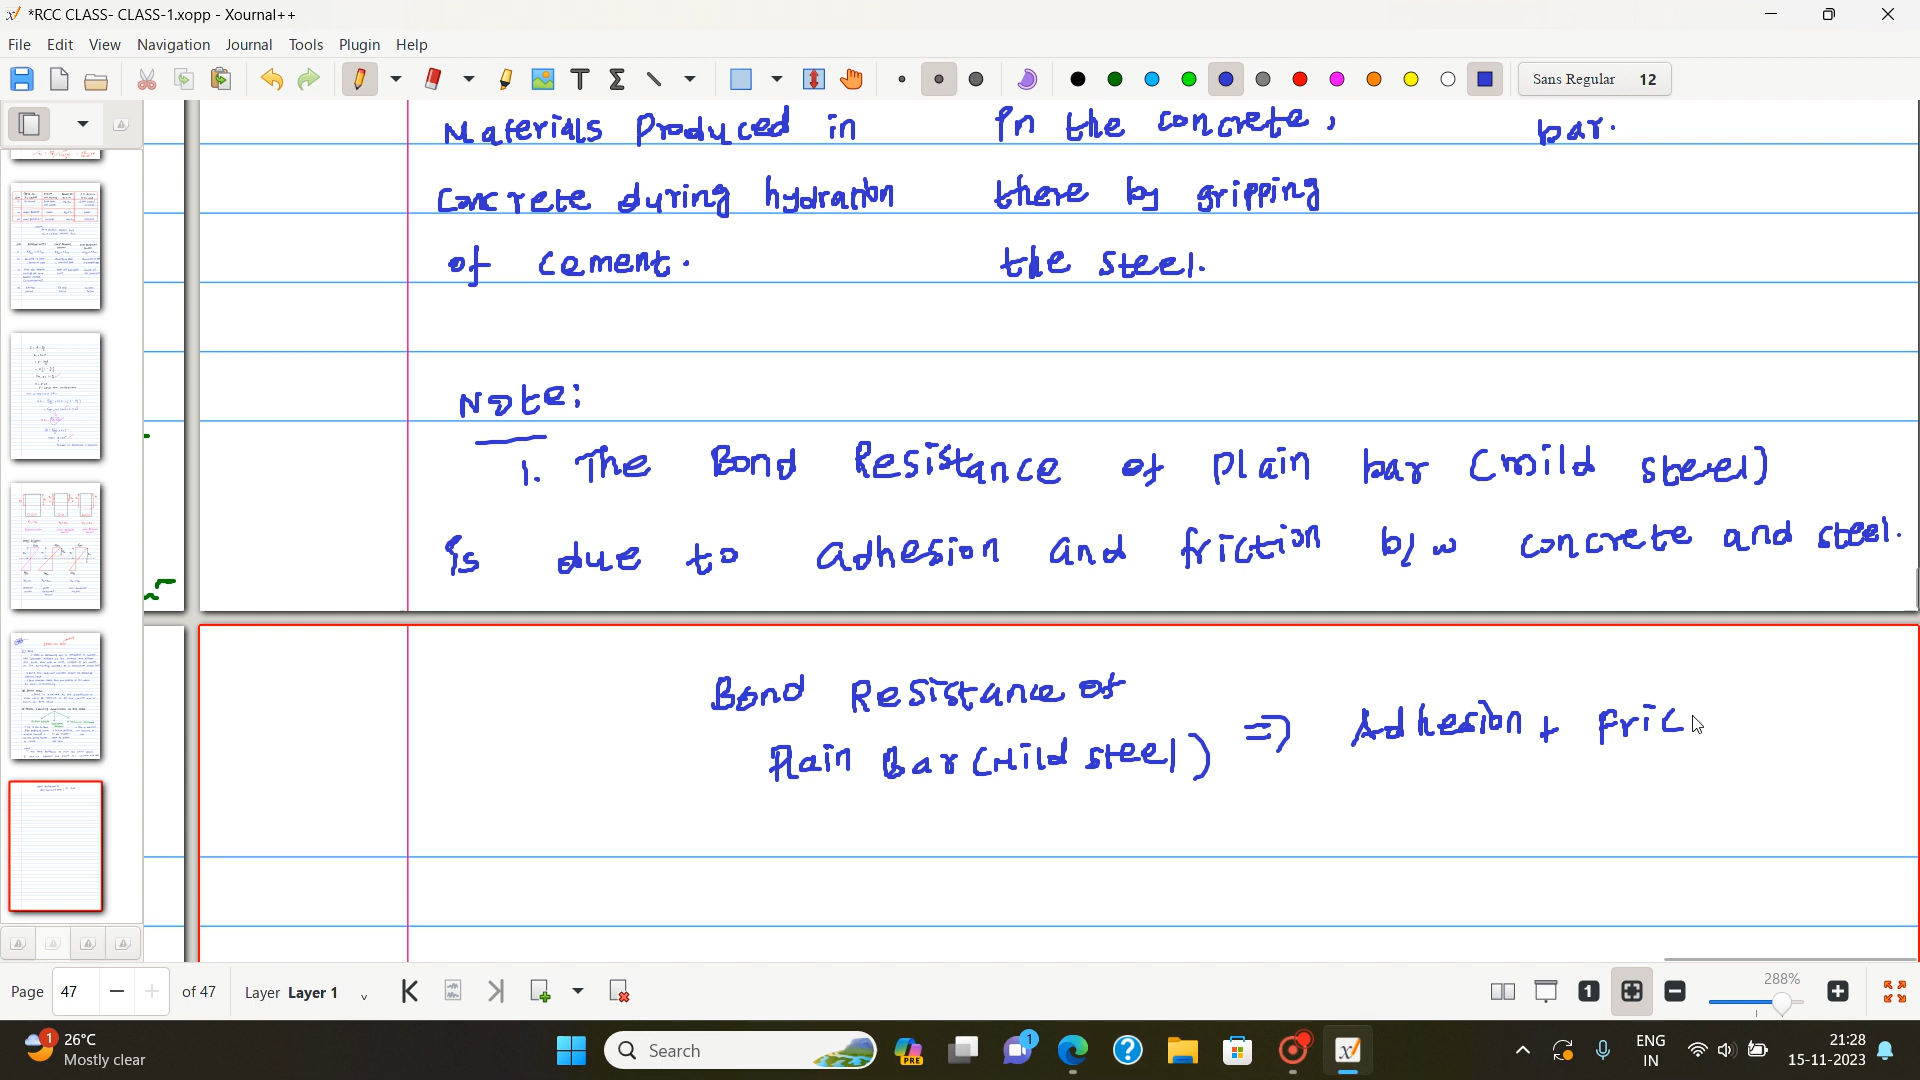 *RCC CLASS- CLASS-1.xopp - Xournal++
File Edit View Navigation Journal Tools Plugin Help
Sans Regular 12
Materials Produced in In the concrete, bar.
Concrete during hydration there by gripping
of cement. the steel.
Note:
1. The Bond Resistance of Plain bar (mild steel)
Is due to adhesion and friction b/w concrete and steel.
Bond Resistance of
Plain Bar (Mild steel) => Adhesion + Fric
Page 47 of 47 Layer Layer 1 288%
26°C
Mostly clear
Search
PRE
ENG
IN
21:28
15-11-2023